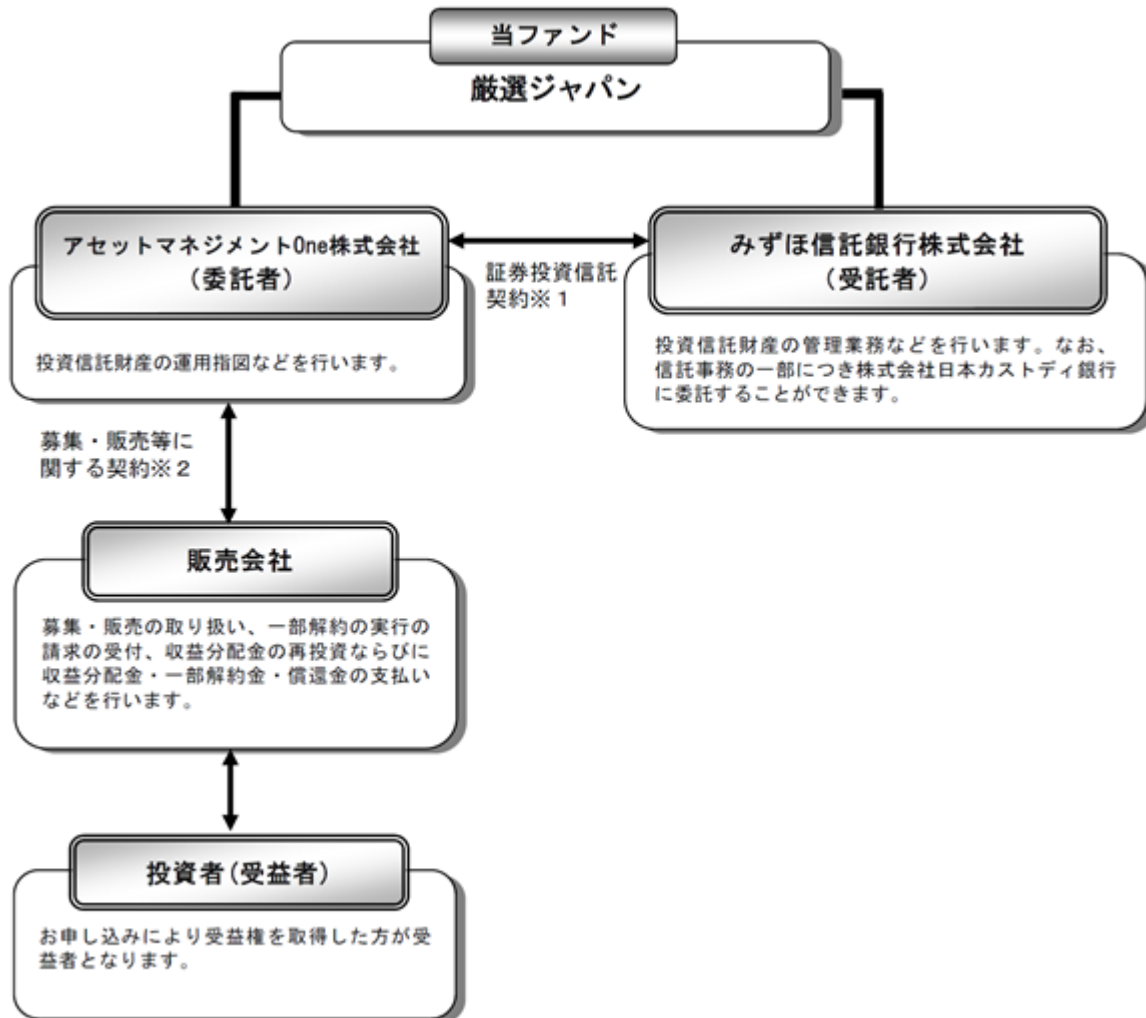 当ファンド
厳選ジャパン
アセットマネジメントOne株式会社
(委託者)
投資信託財産の運用指図などを行います。
証券投資信託
契約※1
みずほ信託銀行株式会社
(受託者)
投資信託財産の管理業務などを行います。なお、
信託事務の一部につき株式会社日本カストディ銀行
に委託することができます。
募集・販売等に
関する契約※2
販売会社
募集・販売の取り扱い、一部解約の実行の
請求の受付、収益分配金の再投資ならびに
収益分配金・一部解約金・償還金の支払い
などを行います。
投資者(受益者)
お申し込みにより受益権を取得した方が受
益者となります。